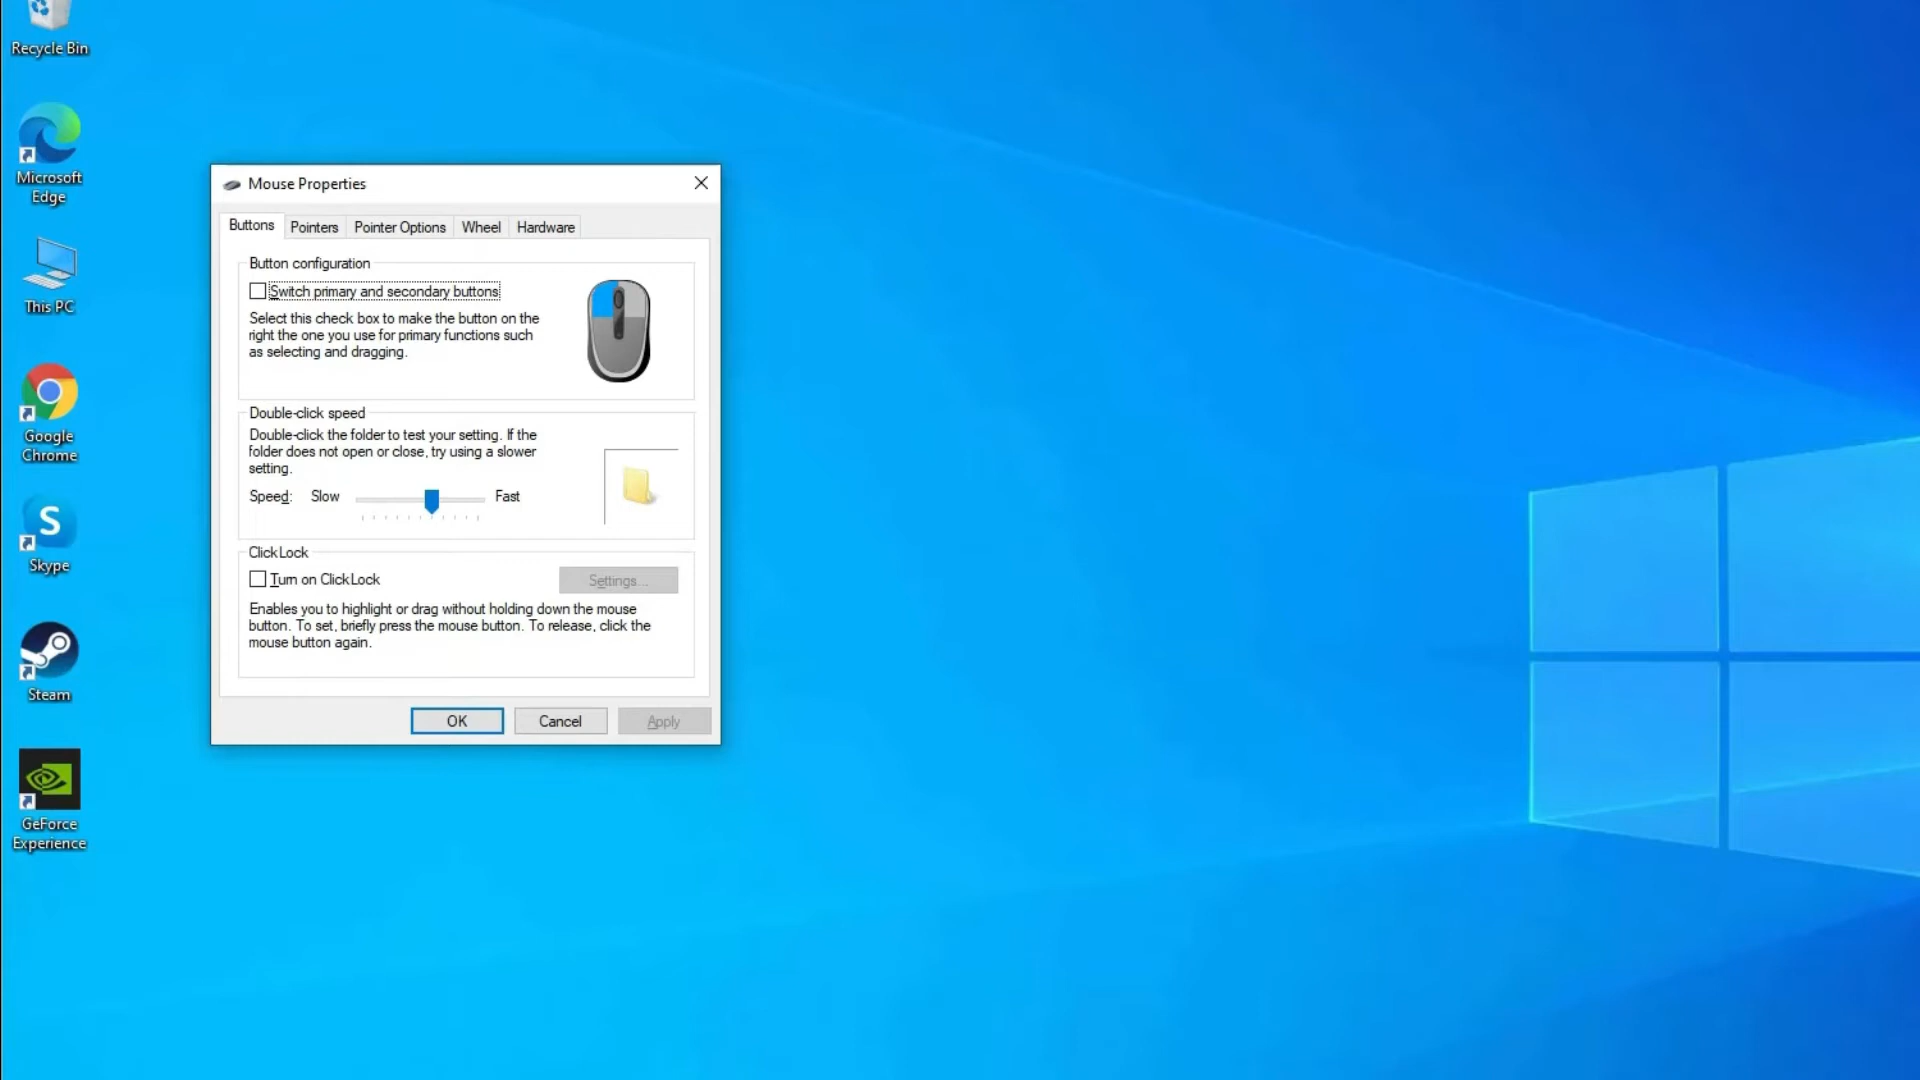 Recycle Bin
Microsoft
Edge
This PC
Google
Chrome
S
Skype
Steam
GeForce
Experience
Mouse Properties
Buttons Pointers Pointer Options Wheel Hardware
Button configuration
Switch primary and secondary buttons
Select this check box to make the button on the
right the one you use for primary functions such
as selecting and dragging.
Double-click speed
Double-click the folder to test your setting. If the
folder does not open or close, try using a slower
setting.
Speed: Slow Fast
ClickLock
Turn on ClickLock Settings...
Enables you to highlight or drag without holding down the mouse
button. To set, briefly press the mouse button. To release, click the
mouse button again.
OK Cancel Apply